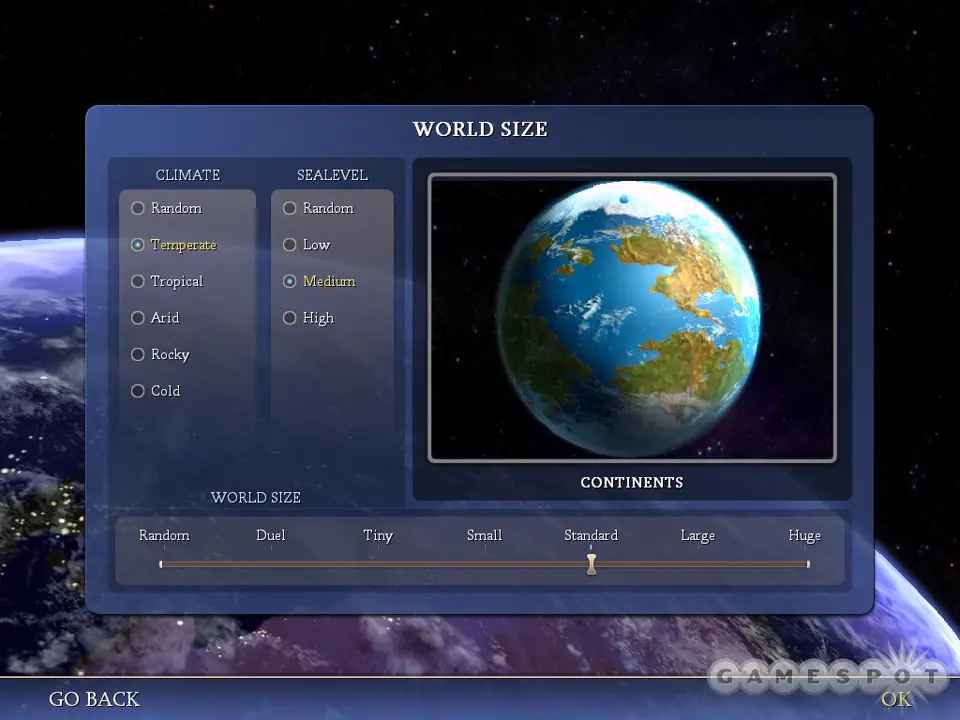 WORLD SIZE
CLIMATE
Random
Temperate
Tropical
Arid
Rocky
Cold
SEALEVEL
Random
Low
Medium
High
CONTINENTS
WORLD SIZE
Random Duel Tiny Small Standard Large Huge
GAMESPOT
GO BACK OK